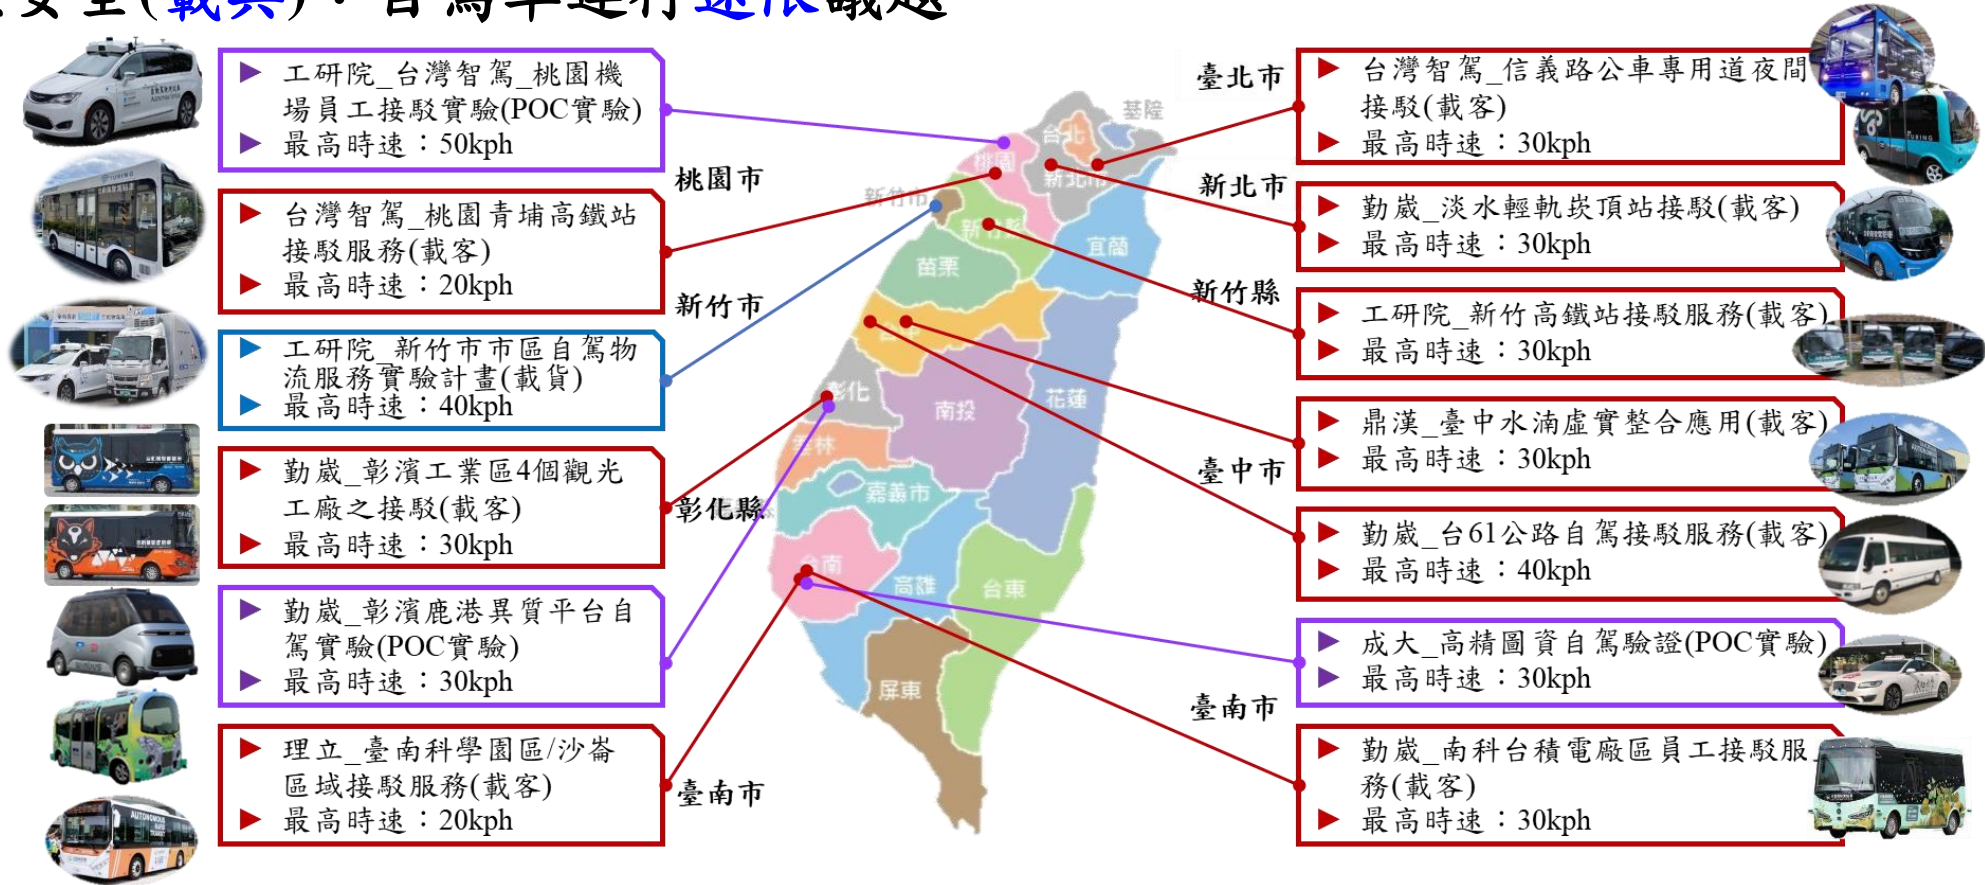 安全(載具)：自駕車運行速限議題
工研院_台灣智駕_桃園機
場員工接駁實驗(POC實驗)
最高時速：50kph
桃園市
台灣智駕_桃園青埔高鐵站
接駁服務(載客)
最高時速：20kph
新竹市
工研院_新竹市市區自駕物
流服務實驗計畫(載貨)
最高時速：40kph
勤崴_彰濱工業區4個觀光
工廠之接駁(載客)
最高時速：30kph
彰化縣
勤崴_彰濱鹿港異質平台自
駕實驗(POC實驗)
最高時速：30kph
理立_臺南科學園區/沙崙
區域接駁服務(載客)
最高時速：20kph
臺南市
基隆
台北
桃園
新北市
新竹市
新竹縣
宜蘭
苗栗
台中
彰化
南投
花蓮
雲林
嘉義市
台南
高雄
台東
屏東
臺北市
台灣智駕_信義路公車專用道夜間
接駁(載客)
最高時速：30kph
新北市
勤崴_淡水輕軌崁頂站接駁(載客)
最高時速：30kph
新竹縣
工研院_新竹高鐵站接駁服務(載客)
最高時速：30kph
鼎漢_臺中水湳虛實整合應用(載客)
最高時速：30kph
臺中市
勤崴_台61公路自駕接駁服務(載客)
最高時速：40kph
成大_高精圖資自駕驗證(POC實驗)
最高時速：30kph
臺南市
勤崴_南科台積電廠區員工接駁服
務(載客)
最高時速：30kph
TURING
AUTONOMOUS